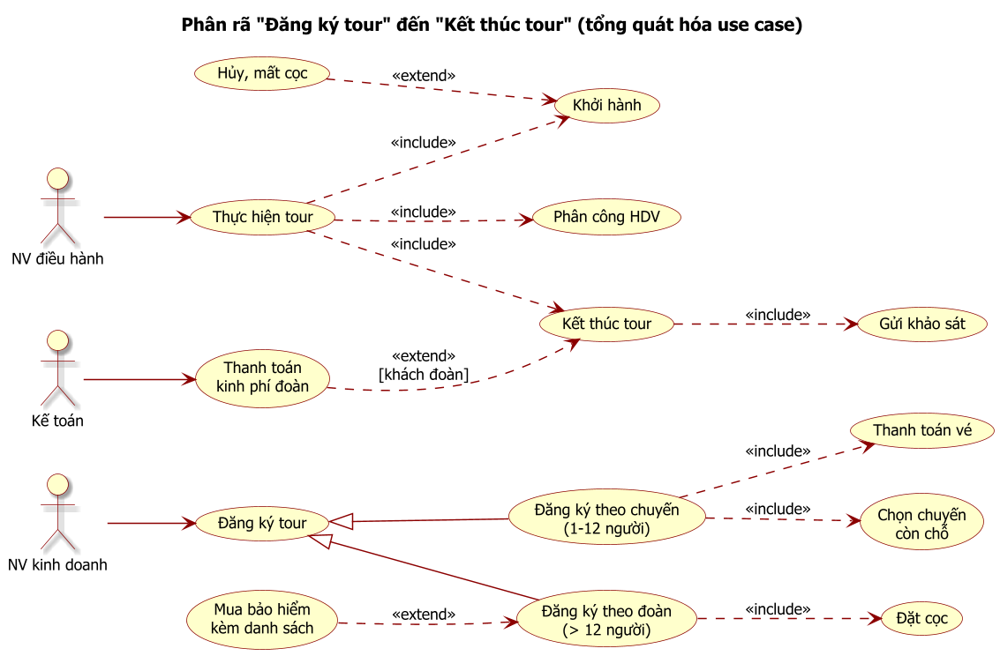 Phân rã "Đăng ký tour" đến "Kết thúc tour" (tổng quát hóa use case)
Hủy, mất cọc
«extend»
Khởi hành
«include»
Thực hiện tour
«include»
Phân công HDV
«include»
NV điều hành
Kết thúc tour
«include»
Gửi khảo sát
Thanh toán
kinh phí đoàn
«extend»
[khách đoàn]
Kế toán
Thanh toán vé
«include»
Đăng ký tour
Đăng ký theo chuyến
(1-12 người)
«include»
Chọn chuyến
còn chỗ
NV kinh doanh
Mua bảo hiểm
kèm danh sách
«extend»
Đăng ký theo đoàn
(> 12 người)
«include»
Đặt cọc